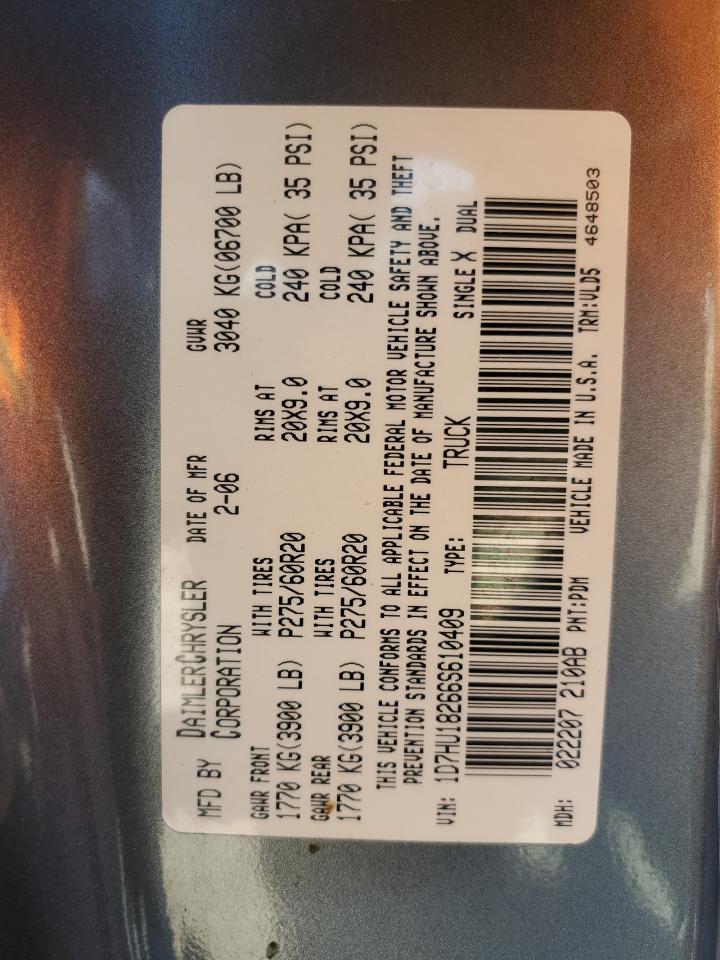 MFD BY DAIMLERCHRYSLER DATE OF MFR GVWR
CORPORATION 2-06 3040 KG(06700 LB)
GAWR FRONT WITH TIRES RIMS AT COLD
1770 KG(3900 LB) P275/60R20 20X9.0 240 KPA( 35 PSI)
GAWR REAR WITH TIRES RIMS AT COLD
1770 KG(3900 LB) P275/60R20 20X9.0 240 KPA( 35 PSI)
THIS VEHICLE CONFORMS TO ALL APPLICABLE FEDERAL MOTOR VEHICLE SAFETY AND THEFT
PREVENTION STANDARDS IN EFFECT ON THE DATE OF MANUFACTURE SHOWN ABOVE.
VIN: 1D7HU18266S610409 TYPE: TRUCK SINGLE X DUAL
MDH: 022207 210AB PNT:PDM VEHICLE MADE IN U.S.A. TRM:VLD5 4648503